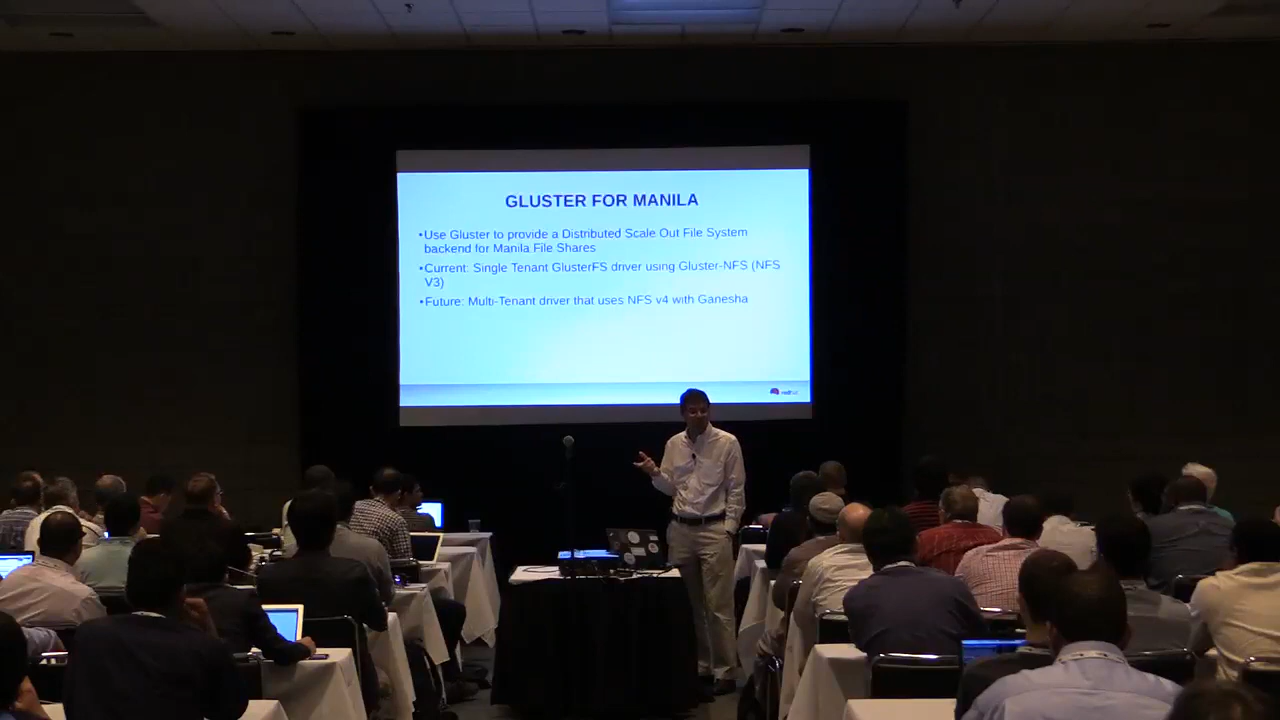 GLUSTER FOR MANILA
•Use Gluster to provide a Distributed Scale Out File System
backend for Manila File Shares
•Current: Single Tenant GlusterFS driver using Gluster-NFS (NFS
V3)
•Future: Multi-Tenant driver that uses NFS v4 with Ganesha
redhat